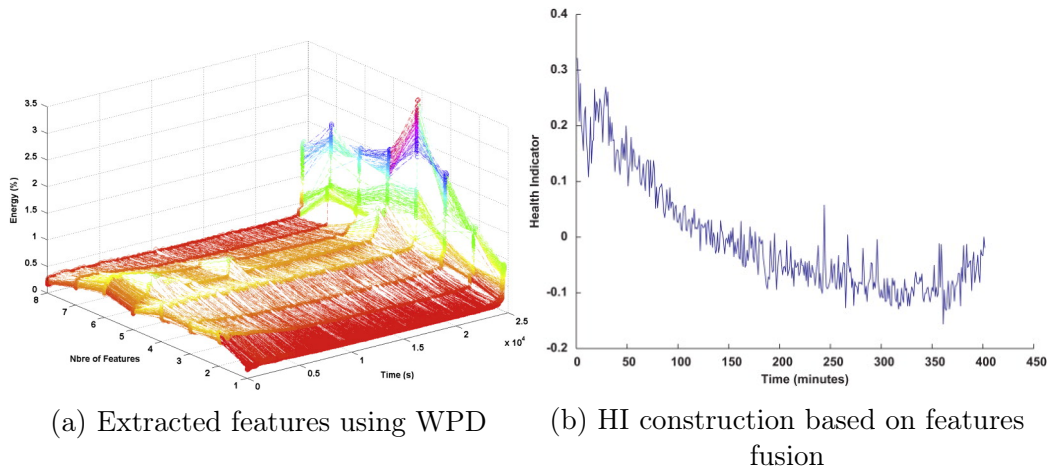 3.5
3
2.5
2
1.5
1
0.5
0
Energy (%)
8
7
6
5
4
3
2
1
Nbre of Features
0
0.5
1
1.5
2
2.5
x 10⁴
Time (s)
(a) Extracted features using WPD
0.4
0.3
0.2
0.1
0
-0.1
-0.2
Health Indicator
0 50 100 150 200 250 300 350 400 450
Time (minutes)
(b) HI construction based on features
fusion